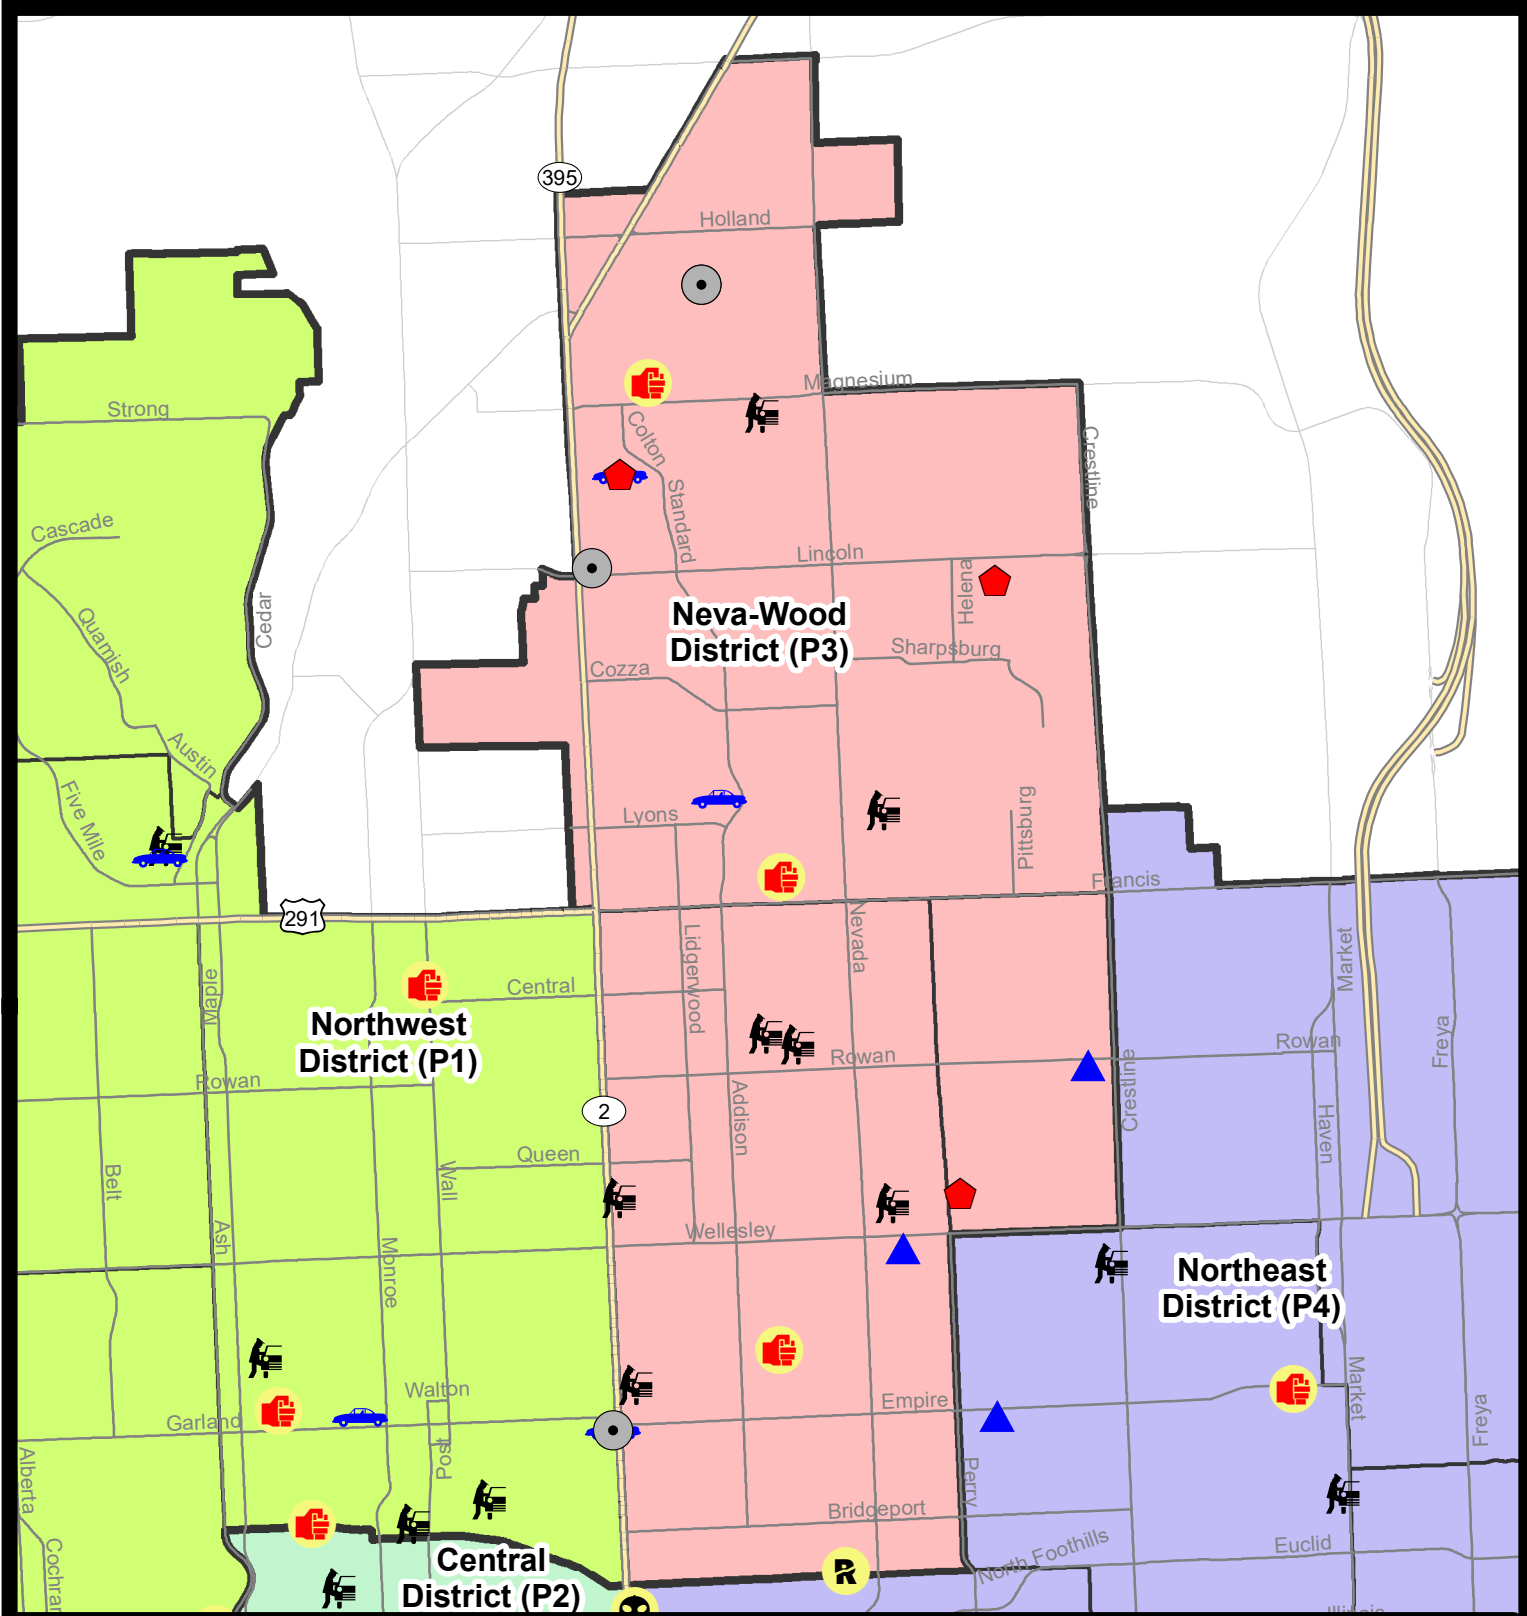 395
Holland
Magnesium
Strong
Colton
Crestline
Standard
Cascade
Lincoln
Helena
Cedar
Quamish
Neva-Wood
District (P3)
Sharpsburg
Cozza
Austin
Five Mile
Lyons
Pittsburg
Francis
291
Nevada
Lidgerwood
Market
Maple
Central
Freya
Northwest
District (P1)
Rowan
Rowan
Rowan
Crestline
Addison
2
Haven
Queen
Belt
Wall
Ash
Wellesley
Monroe
Northeast
District (P4)
Walton
Market
Empire
Garland
Freya
Post
Alberta
Perry
Bridgeport
North Foothills
Euclid
Cochran
Central
District (P2)
R